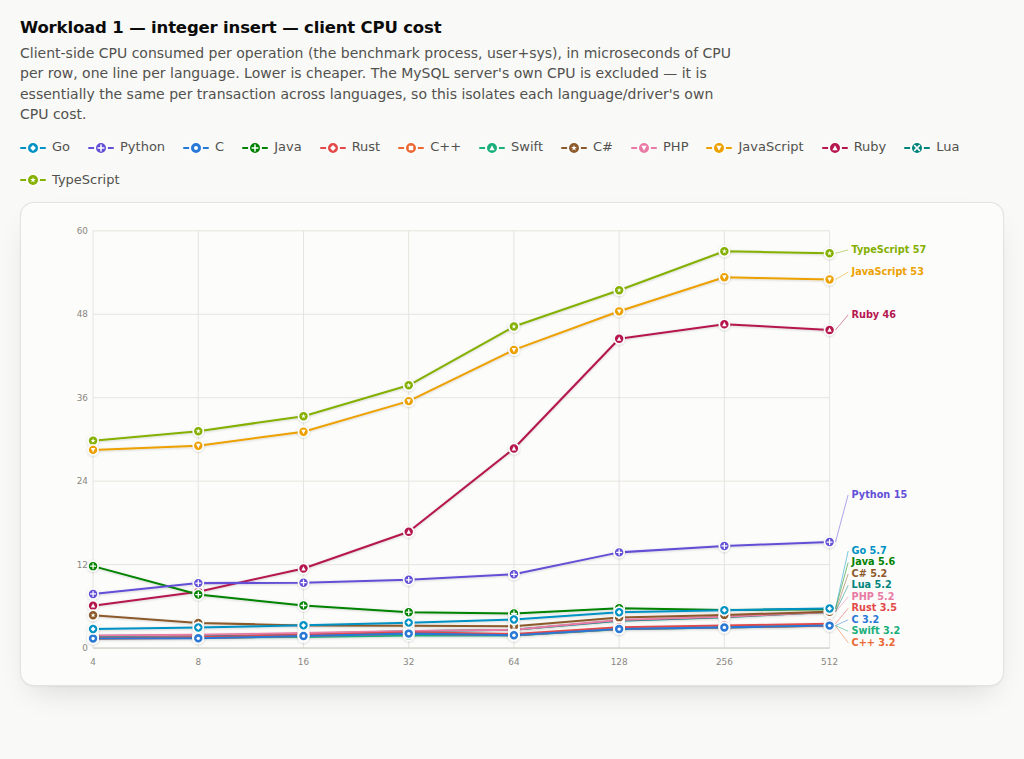 Workload 1 — integer insert — client CPU cost
Client-side CPU consumed per operation (the benchmark process, user+sys), in microseconds of CPU
per row, one line per language. Lower is cheaper. The MySQL server's own CPU is excluded — it is
essentially the same per transaction across languages, so this isolates each language/driver's own
CPU cost.
Go Python C Java Rust C++ Swift C# PHP JavaScript Ruby Lua
TypeScript
60
TypeScript 57
JavaScript 53
48
Ruby 46
36
24
Python 15
12
Go 5.7
Java 5.6
C# 5.2
Lua 5.2
PHP 5.2
Rust 3.5
C 3.2
Swift 3.2
C++ 3.2
0
4 8 16 32 64 128 256 512